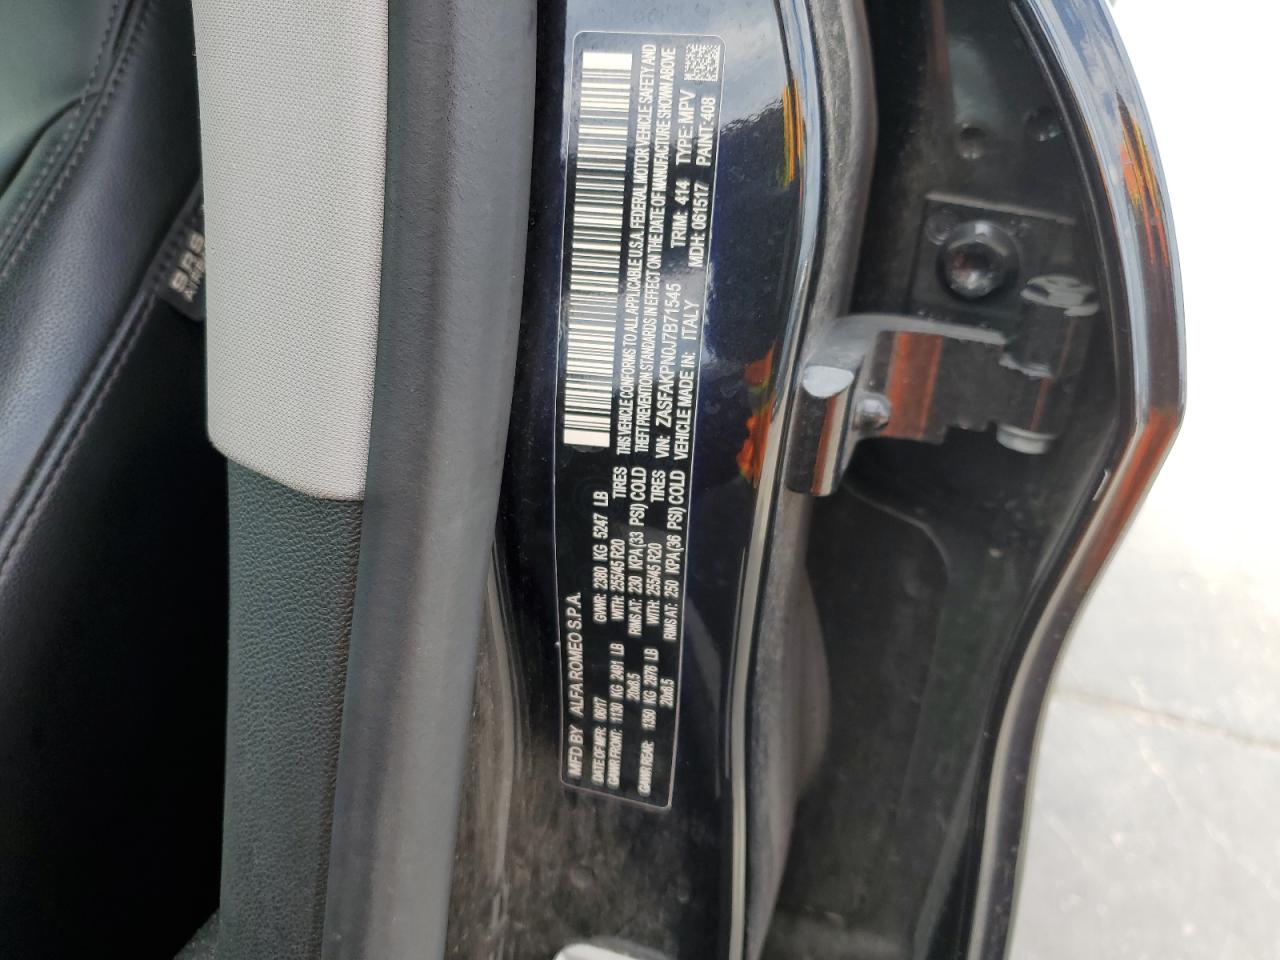 MFD BY ALFA ROMEO S.P.A.
DATE OF MFR: 06/17 GVWR: 2380 KG 5247 LB
GAWR FRONT: 1130 KG 2491 LB WITH: 255/45 R20 TIRES
20x8.5 RIMS AT: 230 KPA(33 PSI) COLD
GAWR REAR: 1350 KG 2976 LB WITH: 255/45 R20 TIRES
20x8.5 RIMS AT: 250 KPA(36 PSI) COLD
THIS VEHICLE CONFORMS TO ALL APPLICABLE U.S.A. FEDERAL MOTOR VEHICLE SAFETY AND
THEFT PREVENTION STANDARDS IN EFFECT ON THE DATE OF MANUFACTURE SHOWN ABOVE
VIN: ZASFAKPN0J7B71545 TRIM: 414 TYPE: MPV
VEHICLE MADE IN: ITALY MDH: 061517 PAINT: 408
SRS